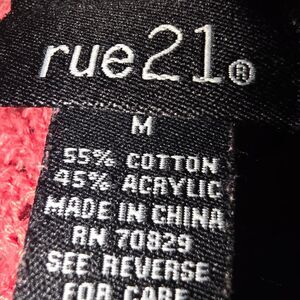 rue21®
M
55% COTTON
45% ACRYLIC
MADE IN CHINA
RN 70829
SEE REVERSE
FOR CARE